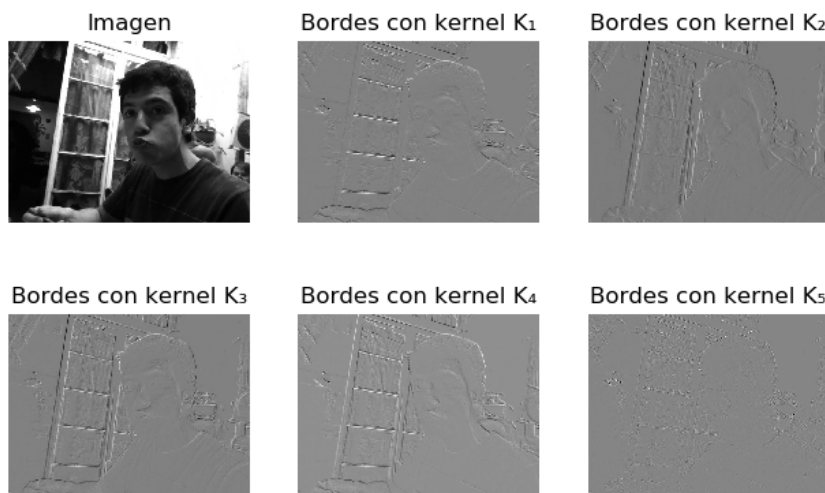 Imagen
Bordes con kernel K₁
Bordes con kernel K₂
Bordes con kernel K₃
Bordes con kernel K₄
Bordes con kernel K₅